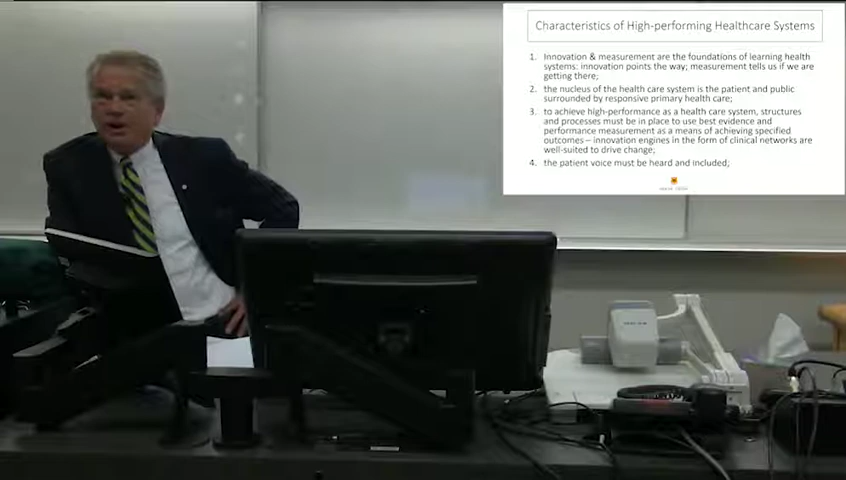 Characteristics of High-performing Healthcare Systems
1. Innovation & measurement are the foundations of learning health
systems: innovation points the way; measurement tells us if we are
getting there;
2. the nucleus of the health care system is the patient and public
surrounded by responsive primary health care;
3. to achieve high-performance as a health care system, structures
and processes must be in place to use best evidence and
performance measurement as a means of achieving specified
outcomes – innovation engines in the form of clinical networks are
well-suited to drive change;
4. the patient voice must be heard and included;